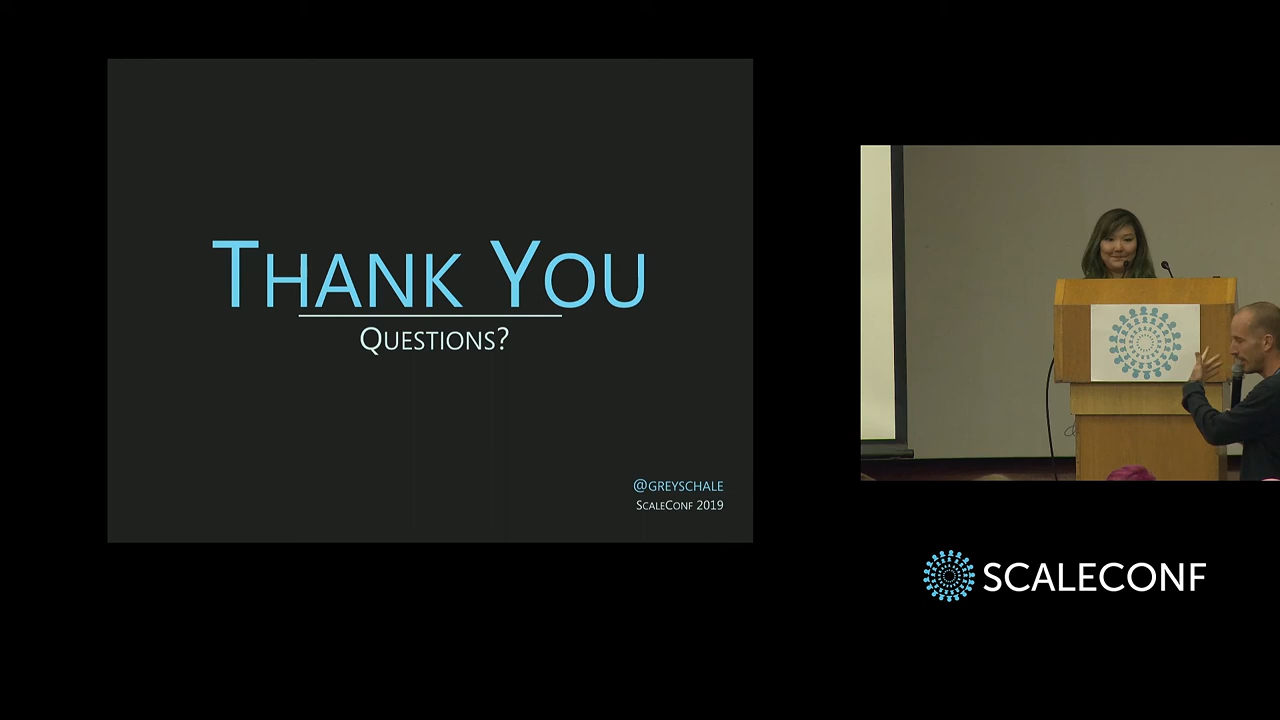 THANK YOU
QUESTIONS?
@GREYSCHALE
SCALECONF 2019
SCALECONF